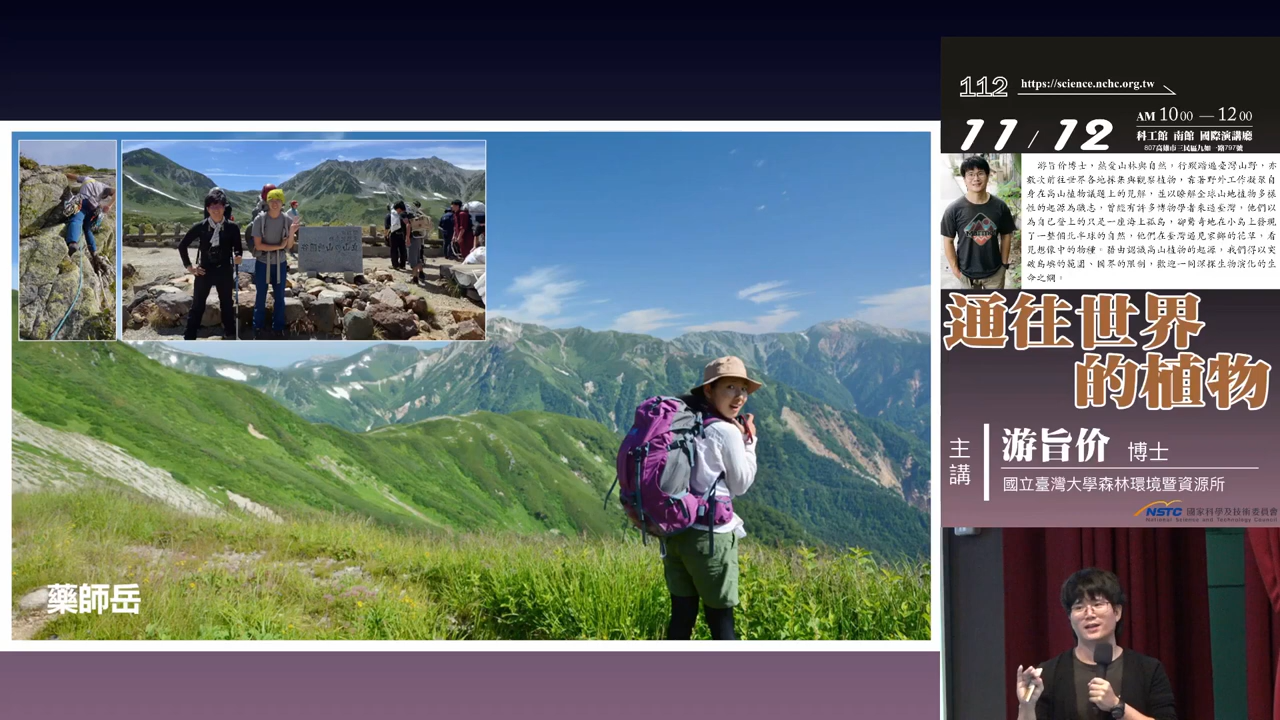 藥師岳
112
https://science.nchc.org.tw
11 / 12
AM 10 00 — 12 00
科工館 南館 國際演講廳
807高雄市三民區九如一路797號
游旨价博士，熱愛山林與自然，行蹤踏遍臺灣山野，亦
數次前往世界各地採集與觀察植物，靠著野外工作凝聚自
身在高山植物議題上的見解，並以瞭解全球山地植物多樣
性的起源為職志，曾經有許多博物學者來過臺灣，他們以
為自己登上的只是一座海上孤島，卻驚奇地在小島上發現
了一整個北半球的自然，他們在臺灣遇見家鄉的花草，看
見想像中的物種。藉由認識高山植物的起源，我們得以突
破島嶼的範圍、國界的限制，歡迎一同深探生物演化的生
命之網。
通往世界
的植物
主講
游旨价 博士
國立臺灣大學森林環境暨資源所
NSTC 國家科學及技術委員會
National Science and Technology Council